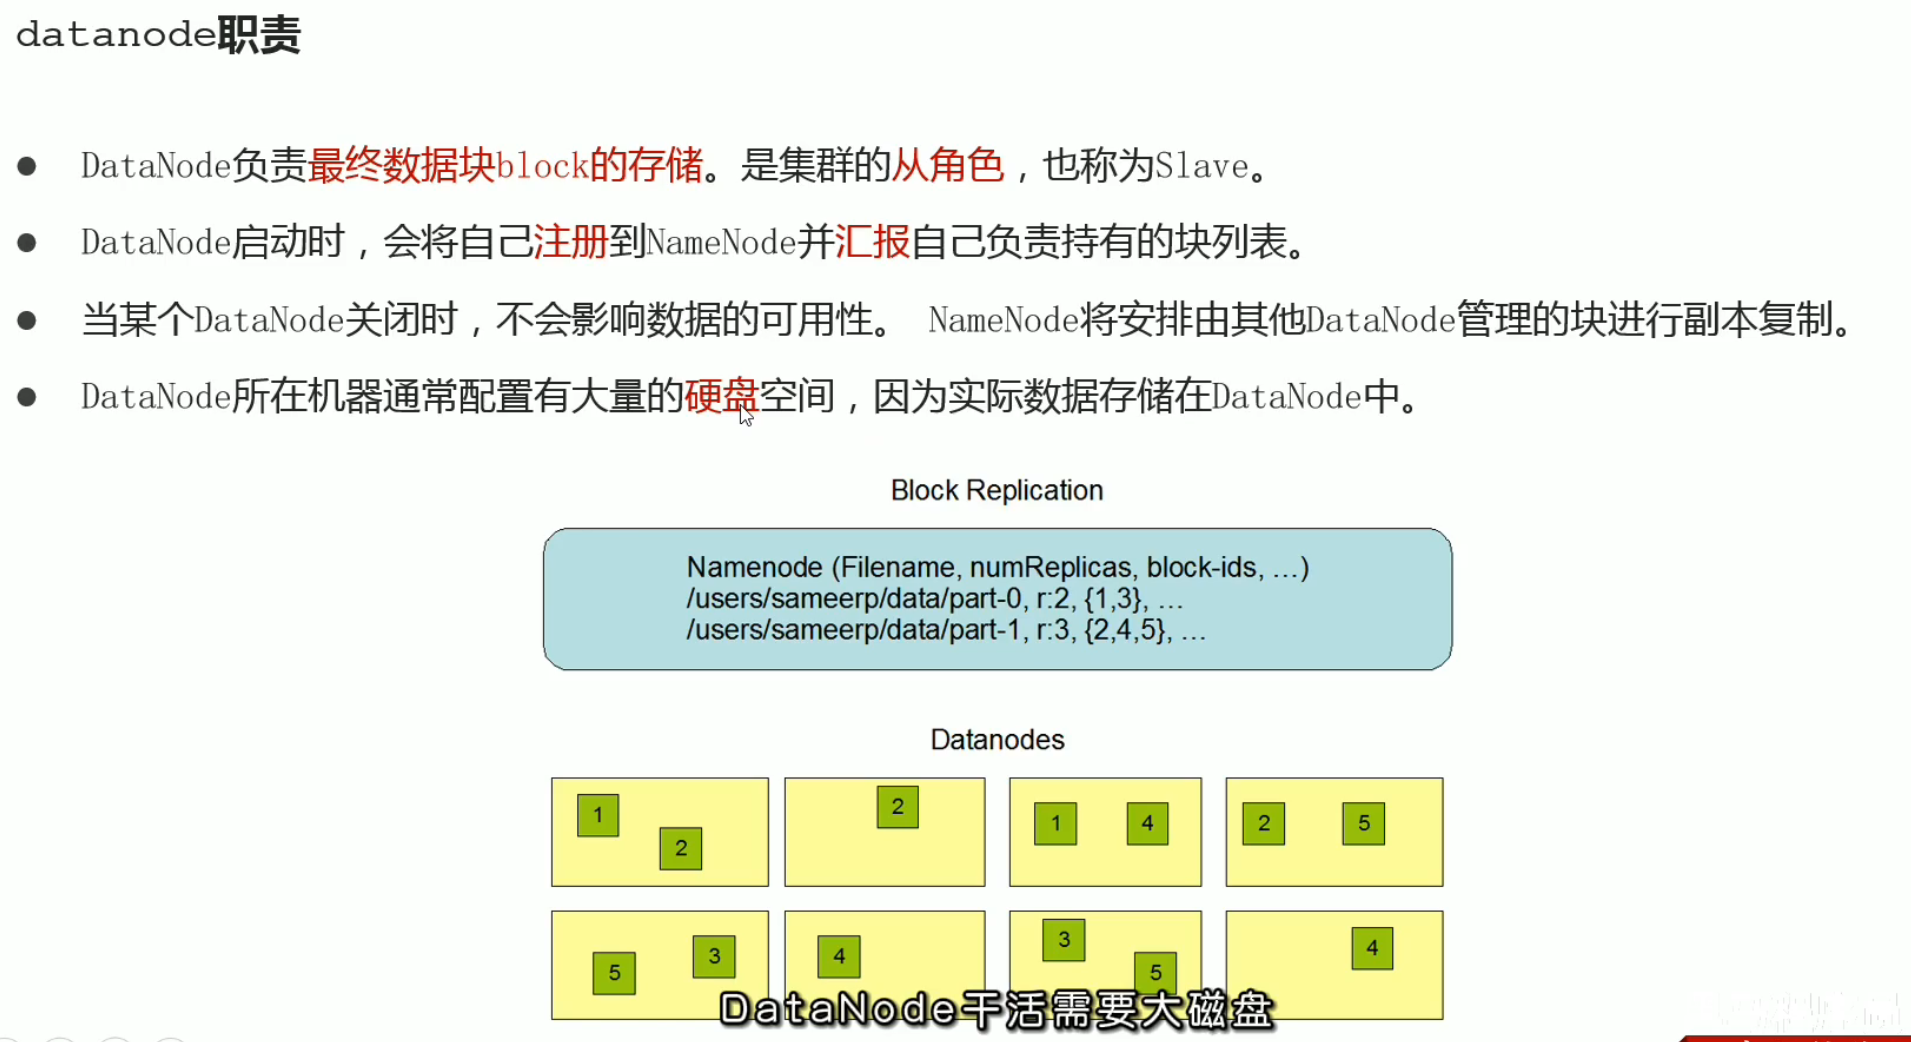 datanode职责
DataNode负责最终数据块block的存储。是集群的从角色，也称为Slave。
DataNode启动时，会将自己注册到NameNode并汇报自己负责持有的块列表。
当某个DataNode关闭时，不会影响数据的可用性。 NameNode将安排由其他DataNode管理的块进行副本复制。
DataNode所在机器通常配置有大量的硬盘空间，因为实际数据存储在DataNode中。
Block Replication
Namenode (Filename, numReplicas, block-ids, …)
/users/sameerp/data/part-0, r:2, {1,3}, …
/users/sameerp/data/part-1, r:3, {2,4,5}, …
Datanodes
1 2 2 1 4 2 5
5 3 4 3 5 4
DataNode干活需要大磁盘